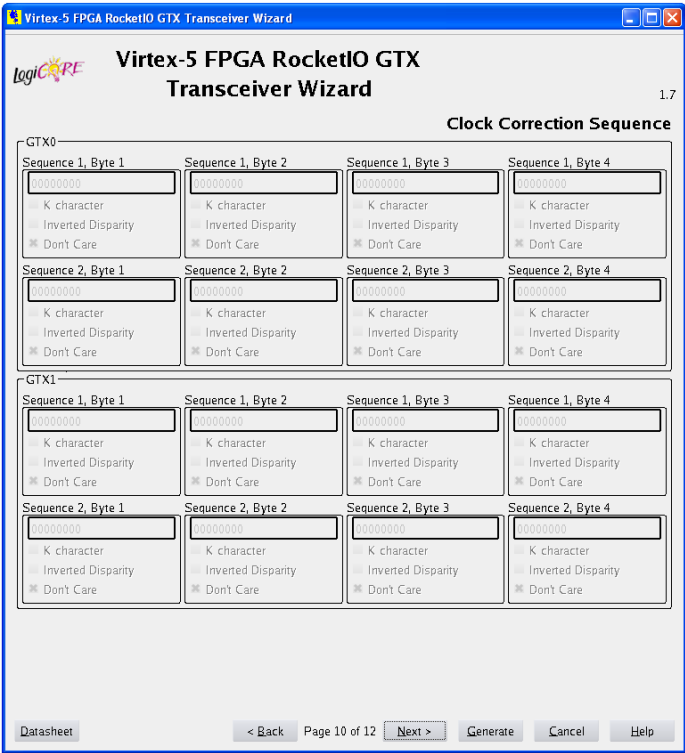 Virtex-5 FPGA RocketIO GTX Transceiver Wizard
LogiCORE
Virtex-5 FPGA RocketIO GTX
Transceiver Wizard
1.7
Clock Correction Sequence
GTX0
Sequence 1, Byte 1 Sequence 1, Byte 2 Sequence 1, Byte 3 Sequence 1, Byte 4
00000000 00000000 00000000 00000000
K character K character K character K character
Inverted Disparity Inverted Disparity Inverted Disparity Inverted Disparity
Don't Care Don't Care Don't Care Don't Care
Sequence 2, Byte 1 Sequence 2, Byte 2 Sequence 2, Byte 3 Sequence 2, Byte 4
00000000 00000000 00000000 00000000
K character K character K character K character
Inverted Disparity Inverted Disparity Inverted Disparity Inverted Disparity
Don't Care Don't Care Don't Care Don't Care
GTX1
Sequence 1, Byte 1 Sequence 1, Byte 2 Sequence 1, Byte 3 Sequence 1, Byte 4
00000000 00000000 00000000 00000000
K character K character K character K character
Inverted Disparity Inverted Disparity Inverted Disparity Inverted Disparity
Don't Care Don't Care Don't Care Don't Care
Sequence 2, Byte 1 Sequence 2, Byte 2 Sequence 2, Byte 3 Sequence 2, Byte 4
00000000 00000000 00000000 00000000
K character K character K character K character
Inverted Disparity Inverted Disparity Inverted Disparity Inverted Disparity
Don't Care Don't Care Don't Care Don't Care
Datasheet < Back Page 10 of 12 Next > Generate Cancel Help